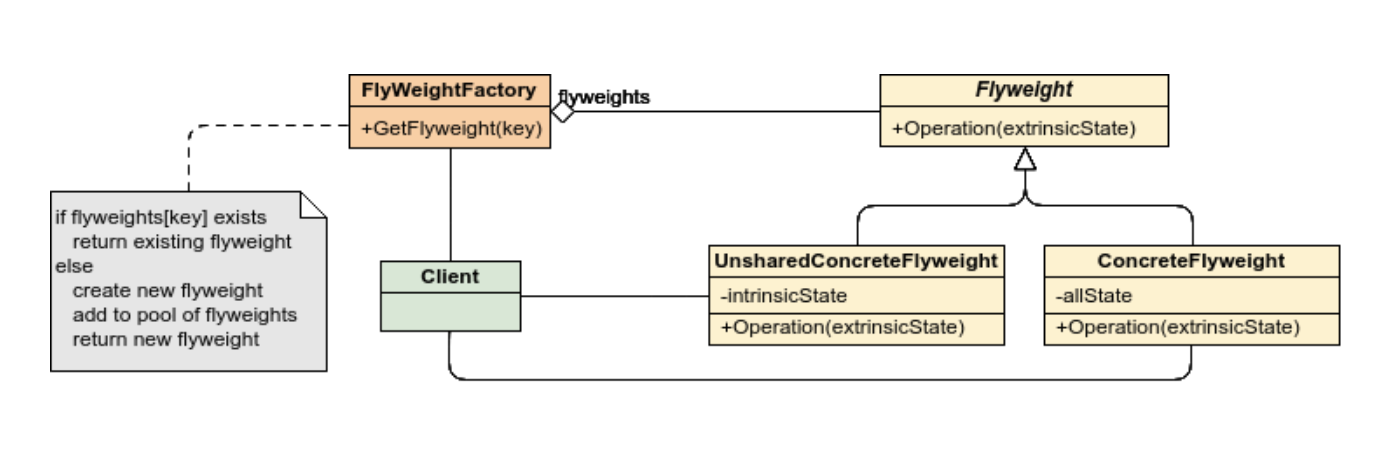 FlyWeightFactory
+GetFlyweight(key)
flyweights
Flyweight
+Operation(extrinsicState)
if flyweights[key] exists
return existing flyweight
else
create new flyweight
add to pool of flyweights
return new flyweight
Client
UnsharedConcreteFlyweight
-intrinsicState
+Operation(extrinsicState)
ConcreteFlyweight
-allState
+Operation(extrinsicState)